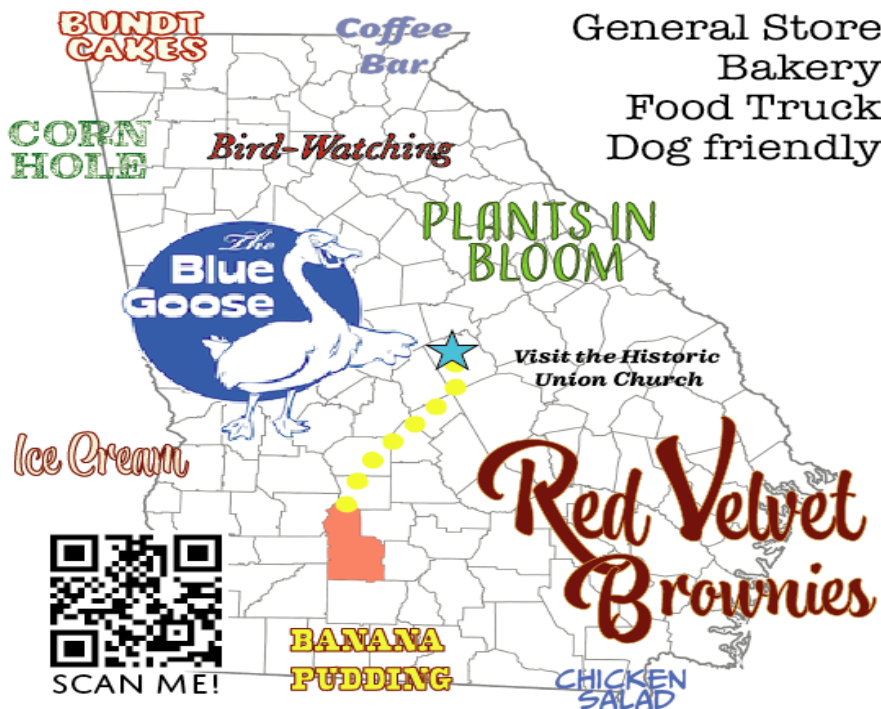 BUNDT
CAKES
Coffee
Bar
General Store
Bakery
Food Truck
Dog friendly
CORN
HOLE
Bird-Watching
PLANTS IN
BLOOM
The
Blue
Goose
Visit the Historic
Union Church
Ice Cream
Red Velvet
Brownies
SCAN ME!
BANANA
PUDDING
CHICKEN
SALAD